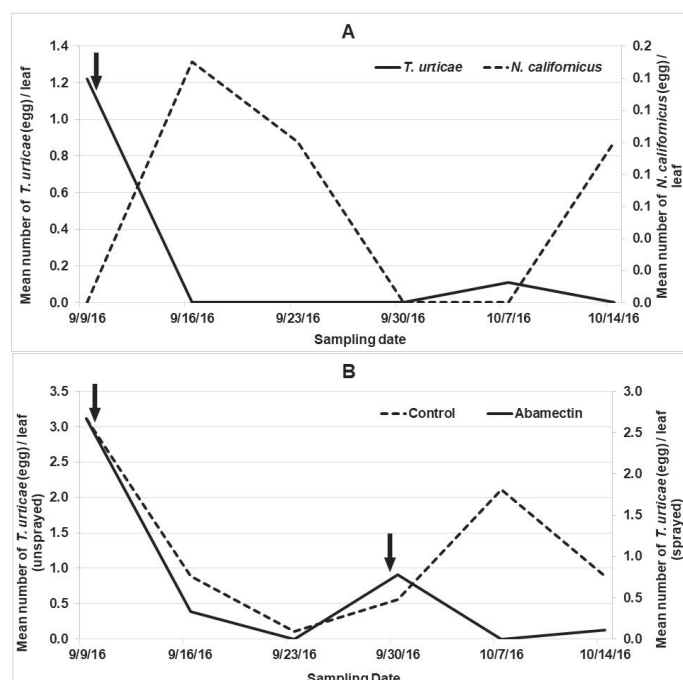 A
T. urticae N. californicus
Mean number of T. urticae (egg) / leaf
1.4
1.2
1.0
0.8
0.6
0.4
0.2
0.0
0.2
0.1
0.1
0.1
0.1
0.1
0.0
0.0
0.0
Mean number of N. californicus (egg) /
leaf
9/9/16 9/16/16 9/23/16 9/30/16 10/7/16 10/14/16
Sampling date
B
Control Abamectin
Mean number of T. urticae (egg) / leaf
(unsprayed)
3.5
3.0
2.5
2.0
1.5
1.0
0.5
0.0
3.0
2.5
2.0
1.5
1.0
0.5
0.0
Mean number of T. urticae (egg) / leaf
(sprayed)
9/9/16 9/16/16 9/23/16 9/30/16 10/7/16 10/14/16
Sampling Date